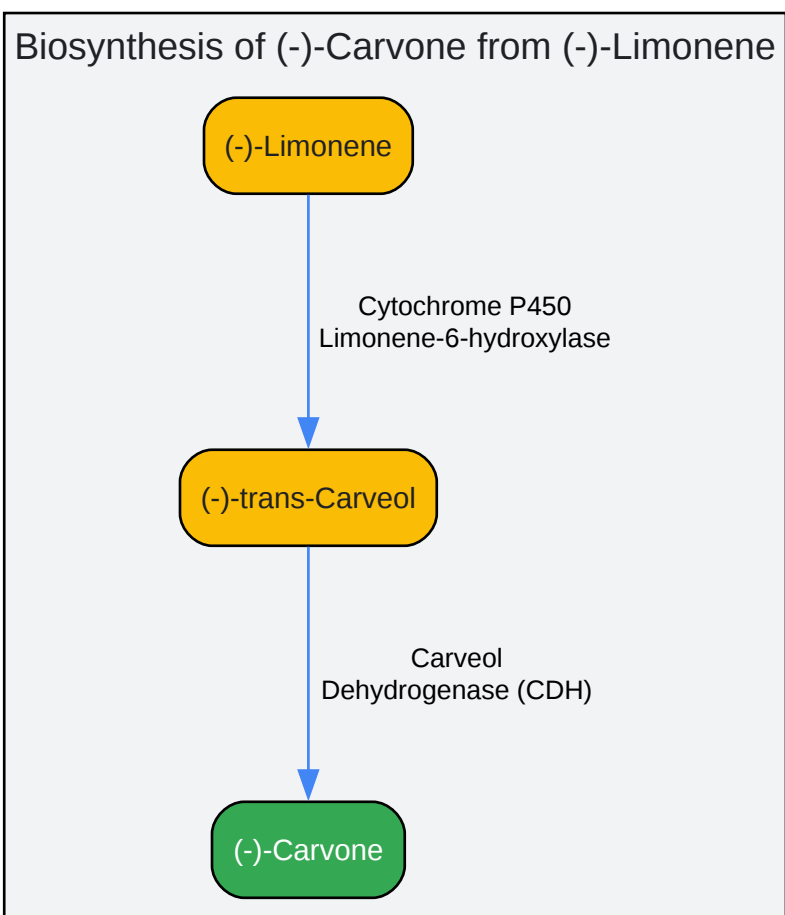 Biosynthesis of (-)-Carvone from (-)-Limonene
(-)-Limonene
Cytochrome P450
Limonene-6-hydroxylase
(-)-trans-Carveol
Carveol
Dehydrogenase (CDH)
(-)-Carvone